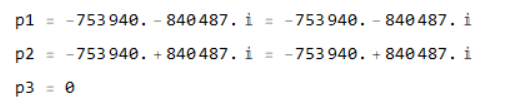 p1 = -753940. - 840487. i = -753940. - 840487. i
p2 = -753940. + 840487. i = -753940. + 840487. i
p3 = 0